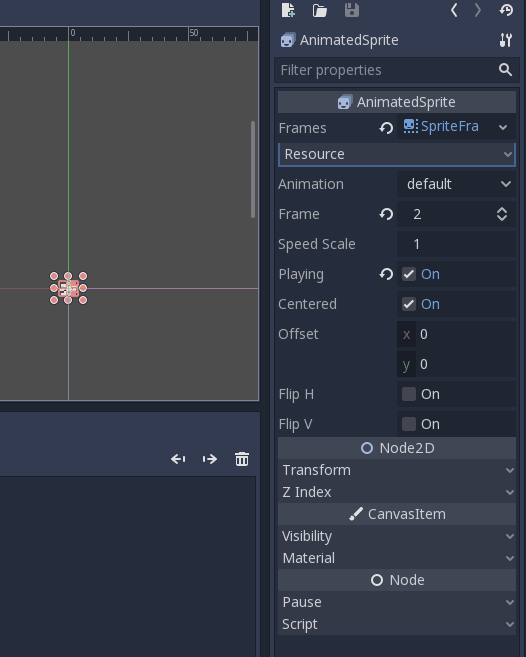 0
50
AnimatedSprite
Filter properties
AnimatedSprite
Frames SpriteFra
Resource
Animation default
Frame 2
Speed Scale 1
Playing On
Centered On
Offset x 0
y 0
Flip H On
Flip V On
Node2D
Transform
Z Index
CanvasItem
Visibility
Material
Node
Pause
Script